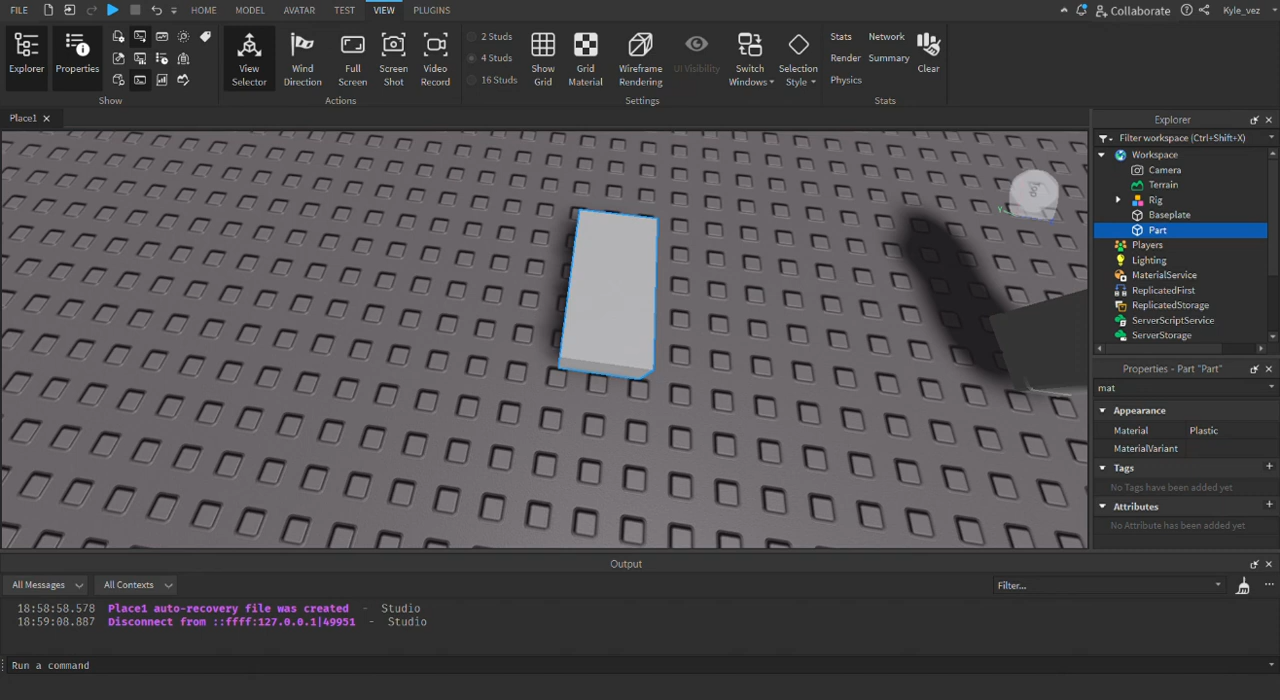 FILE HOME MODEL AVATAR TEST VIEW PLUGINS Collaborate Kyle_vez
Explorer Properties
Show
View Selector
Wind Direction
Full Screen
Screen Shot
Video Record
Actions
2 Studs
4 Studs
16 Studs
Show Grid
Grid Material
Wireframe Rendering
UI Visibility
Switch Windows
Selection Style
Settings
Stats Network
Render Summary
Physics
Clear
Stats
Place1
Top
Y
Explorer
Filter workspace (Ctrl+Shift+X)
Workspace
Camera
Terrain
Rig
Baseplate
Part
Players
Lighting
MaterialService
ReplicatedFirst
ReplicatedStorage
ServerScriptService
ServerStorage
Properties - Part "Part"
mat
Appearance
Material Plastic
MaterialVariant
Tags
No Tags have been added yet
Attributes
No Attribute has been added yet
Output
All Messages All Contexts Filter...
18:58:58.578 Place1 auto-recovery file was created - Studio
18:59:08.887 Disconnect from ::ffff:127.0.0.1|49951 - Studio
Run a command